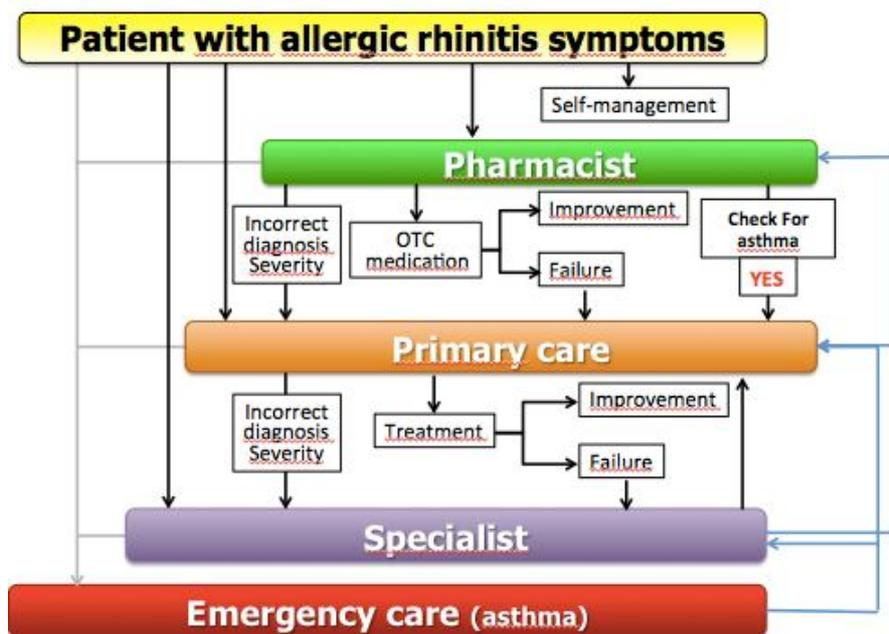 Patient with allergic rhinitis symptoms
Self-management
Pharmacist
Incorrect
diagnosis
Severity
OTC
medication
Improvement
Failure
Check For
asthma
YES
Primary care
Incorrect
diagnosis
Severity
Treatment
Improvement
Failure
Specialist
Emergency care (asthma)